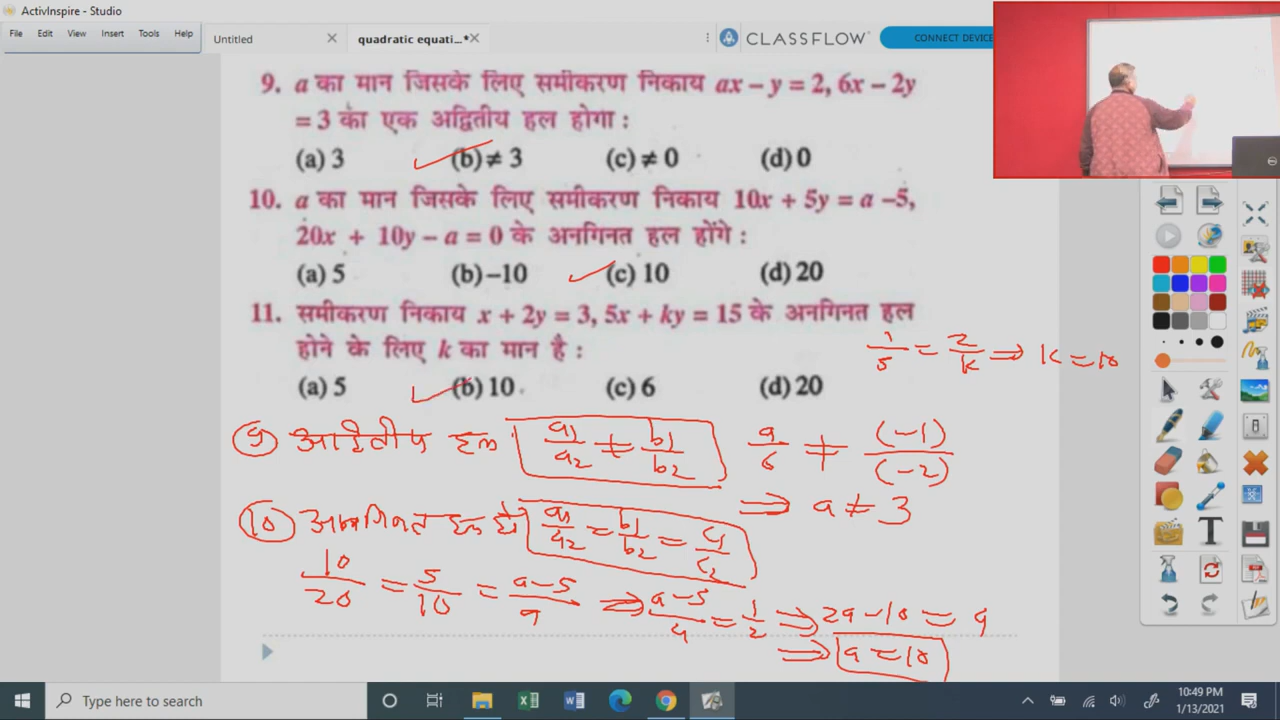 ActivInspire - Studio
File Edit View Insert Tools Help
Untitled
quadratic equati...*
CLASSFLOW
CONNECT DEVICE
9. a का मान जिसके लिए समीकरण निकाय ax – y = 2, 6x – 2y
= 3 का एक अद्वितीय हल होगा :
(a) 3 (b) ≠ 3 (c) ≠ 0 (d) 0
10. a का मान जिसके लिए समीकरण निकाय 10x + 5y = a –5,
20x + 10y – a = 0 के अनगिनत हल होंगे :
(a) 5 (b) –10 (c) 10 (d) 20
11. समीकरण निकाय x + 2y = 3, 5x + ky = 15 के अनगिनत हल
होने के लिए k का मान है :
(a) 5 (b) 10 (c) 6 (d) 20
1/5 = 2/k ⇒ k = 10
9 a1/a2 ≠ b1/b2 a/6 ≠ (-1)/(-2)
⇒ a ≠ 3
10 a1/a2 = b1/b2 = c1/c2
10/20 = 5/10 = a-5/a ⇒ a-5/a = 1/2 ⇒ 2a-10 = a
⇒ a = 10
Type here to search
10:49 PM
1/13/2021